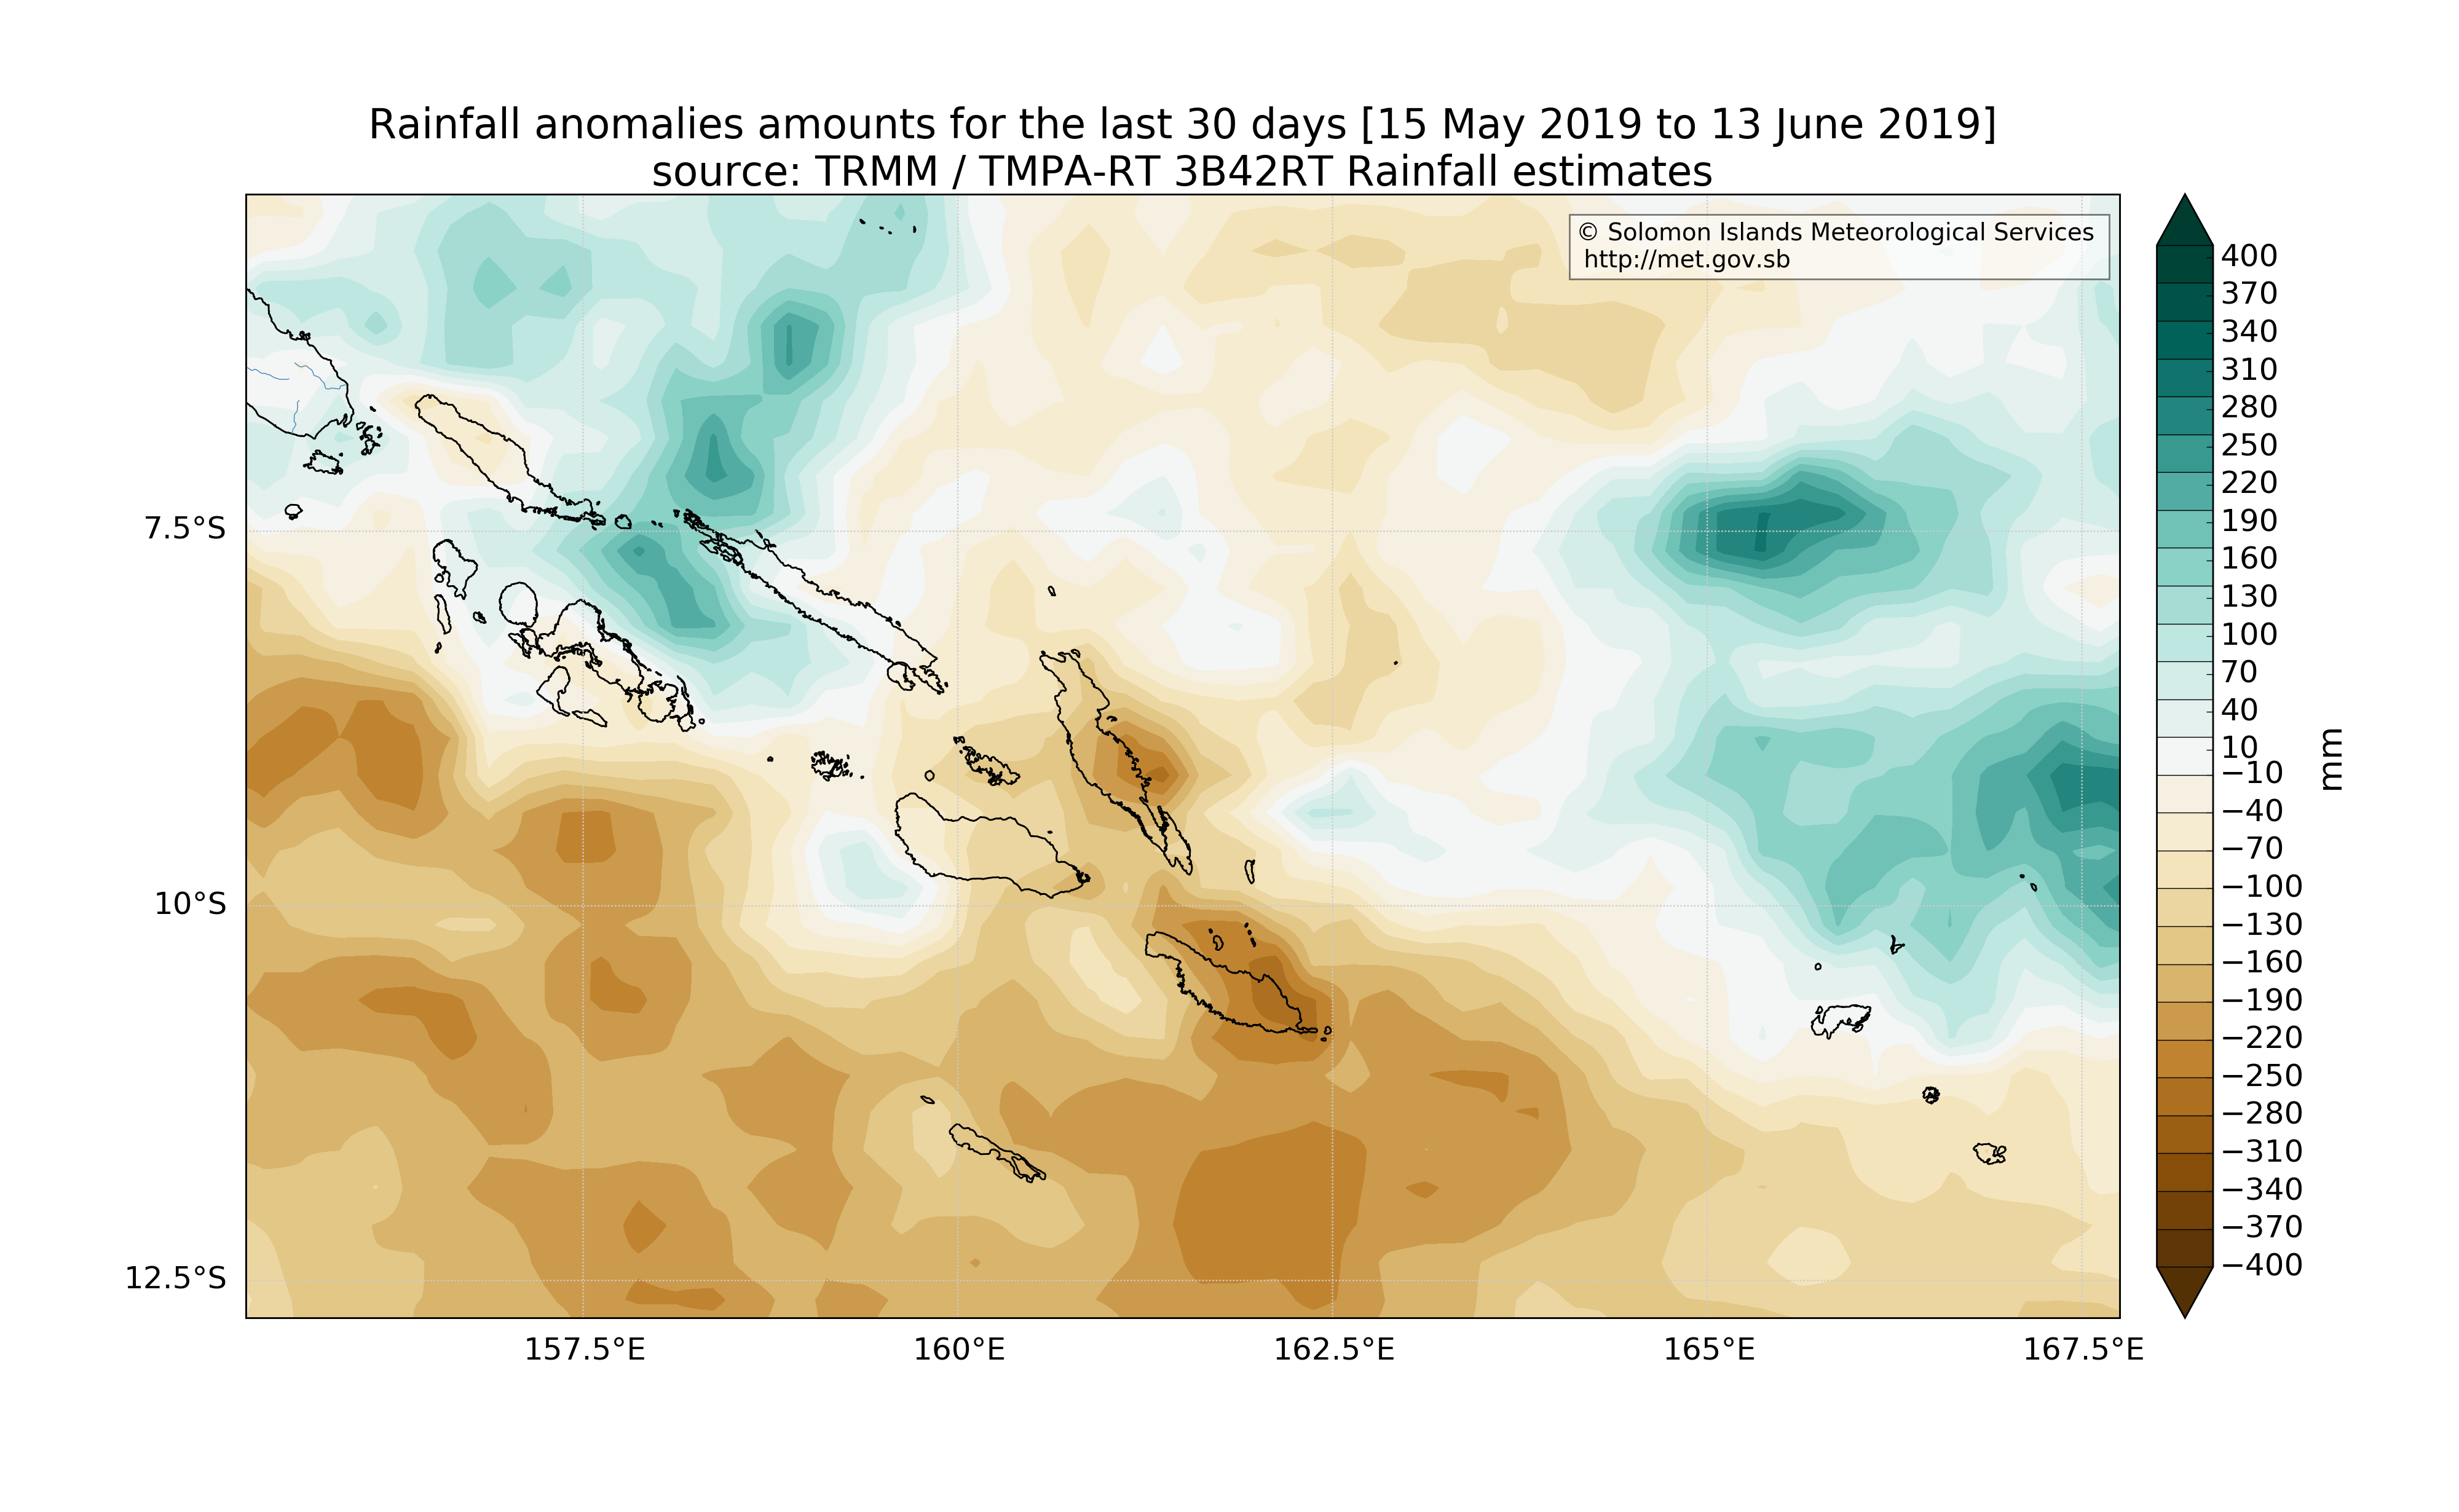 Rainfall anomalies amounts for the last 30 days [15 May 2019 to 13 June 2019]
source: TRMM / TMPA-RT 3B42RT Rainfall estimates
© Solomon Islands Meteorological Services
http://met.gov.sb
7.5°S
10°S
12.5°S
157.5°E
160°E
162.5°E
165°E
167.5°E
400
370
340
310
280
250
220
190
160
130
100
70
40
10
−10
−40
−70
−100
−130
−160
−190
−220
−250
−280
−310
−340
−370
−400
mm